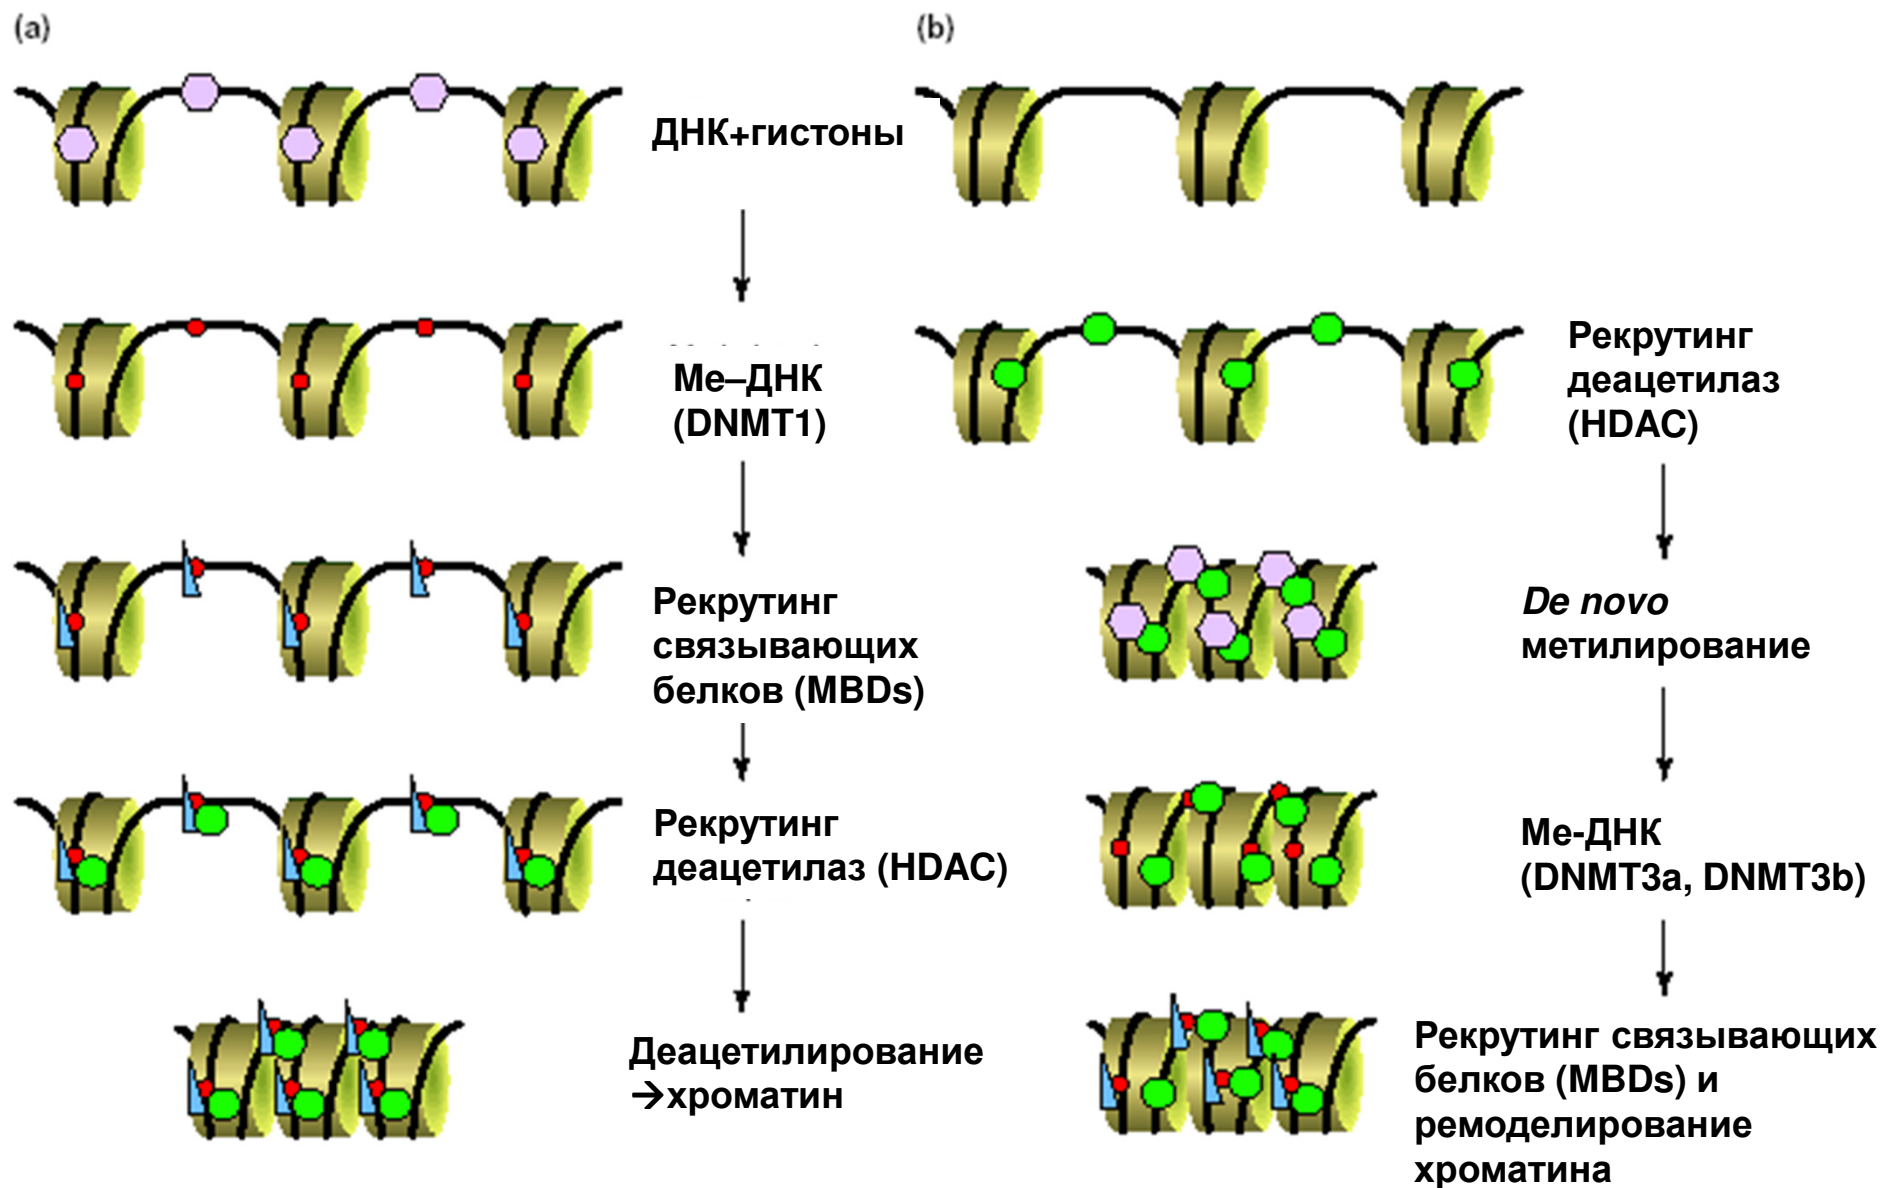 (a)
ДНК+гистоны
Ме–ДНК
(DNMT1)
Рекрутинг
связывающих
белков (MBDs)
Рекрутинг
деацетилаз (HDAC)
Деацетилирование
→хроматин
(b)
Рекрутинг
деацетилаз
(HDAC)
De novo
метилирование
Ме-ДНК
(DNMT3a, DNMT3b)
Рекрутинг связывающих
белков (MBDs) и
ремоделирование
хроматина